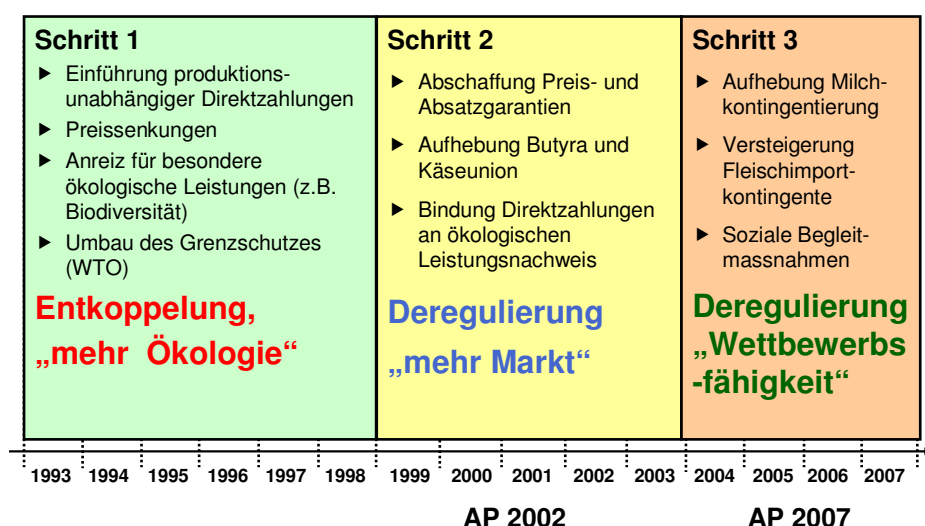 Schritt 1
► Einführung produktions-
unabhängiger Direktzahlungen
► Preissenkungen
► Anreiz für besondere
ökologische Leistungen (z.B.
Biodiversität)
► Umbau des Grenzschutzes
(WTO)
Entkoppelung,
„mehr Ökologie“
Schritt 2
► Abschaffung Preis- und
Absatzgarantien
► Aufhebung Butyra und
Käseunion
► Bindung Direktzahlungen
an ökologischen
Leistungsnachweis
Deregulierung
„mehr Markt“
Schritt 3
► Aufhebung Milch-
kontingentierung
► Versteigerung
Fleischimport-
kontingente
► Soziale Begleit-
massnahmen
Deregulierung
„Wettbewerbs
-fähigkeit“
1993 1994 1995 1996 1997 1998 1999 2000 2001 2002 2003 2004 2005 2006 2007
AP 2002 AP 2007